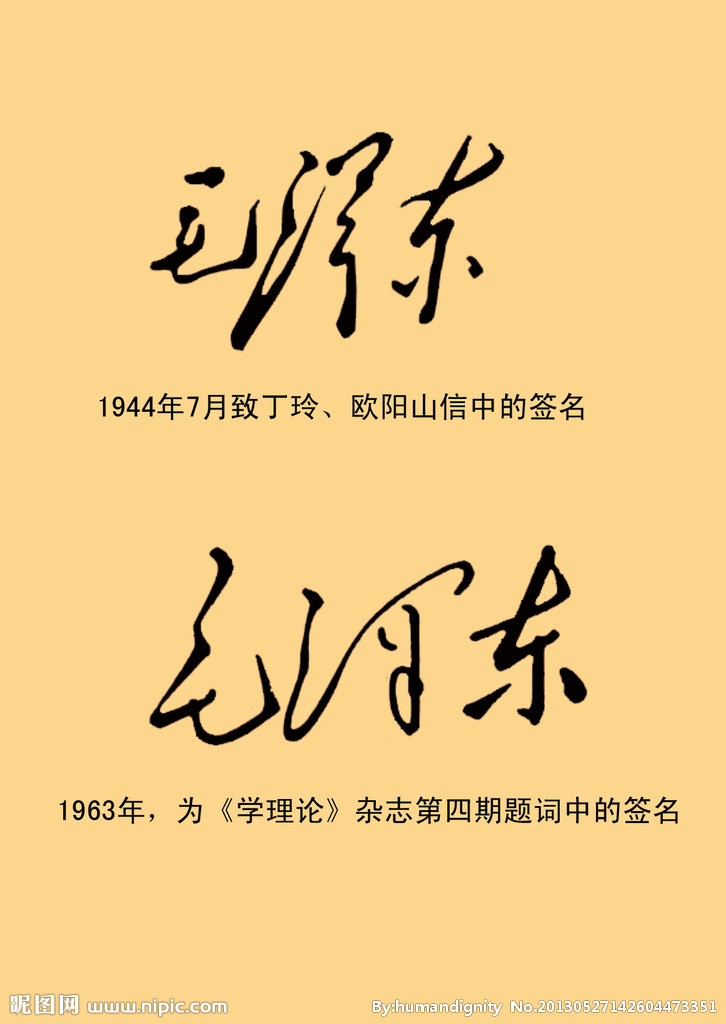 毛泽东
1944年7月致丁玲、欧阳山信中的签名
毛泽东
1963年，为《学理论》杂志第四期题词中的签名
昵图网 www.nipic.com
By:humandignity No.20130527142604473351